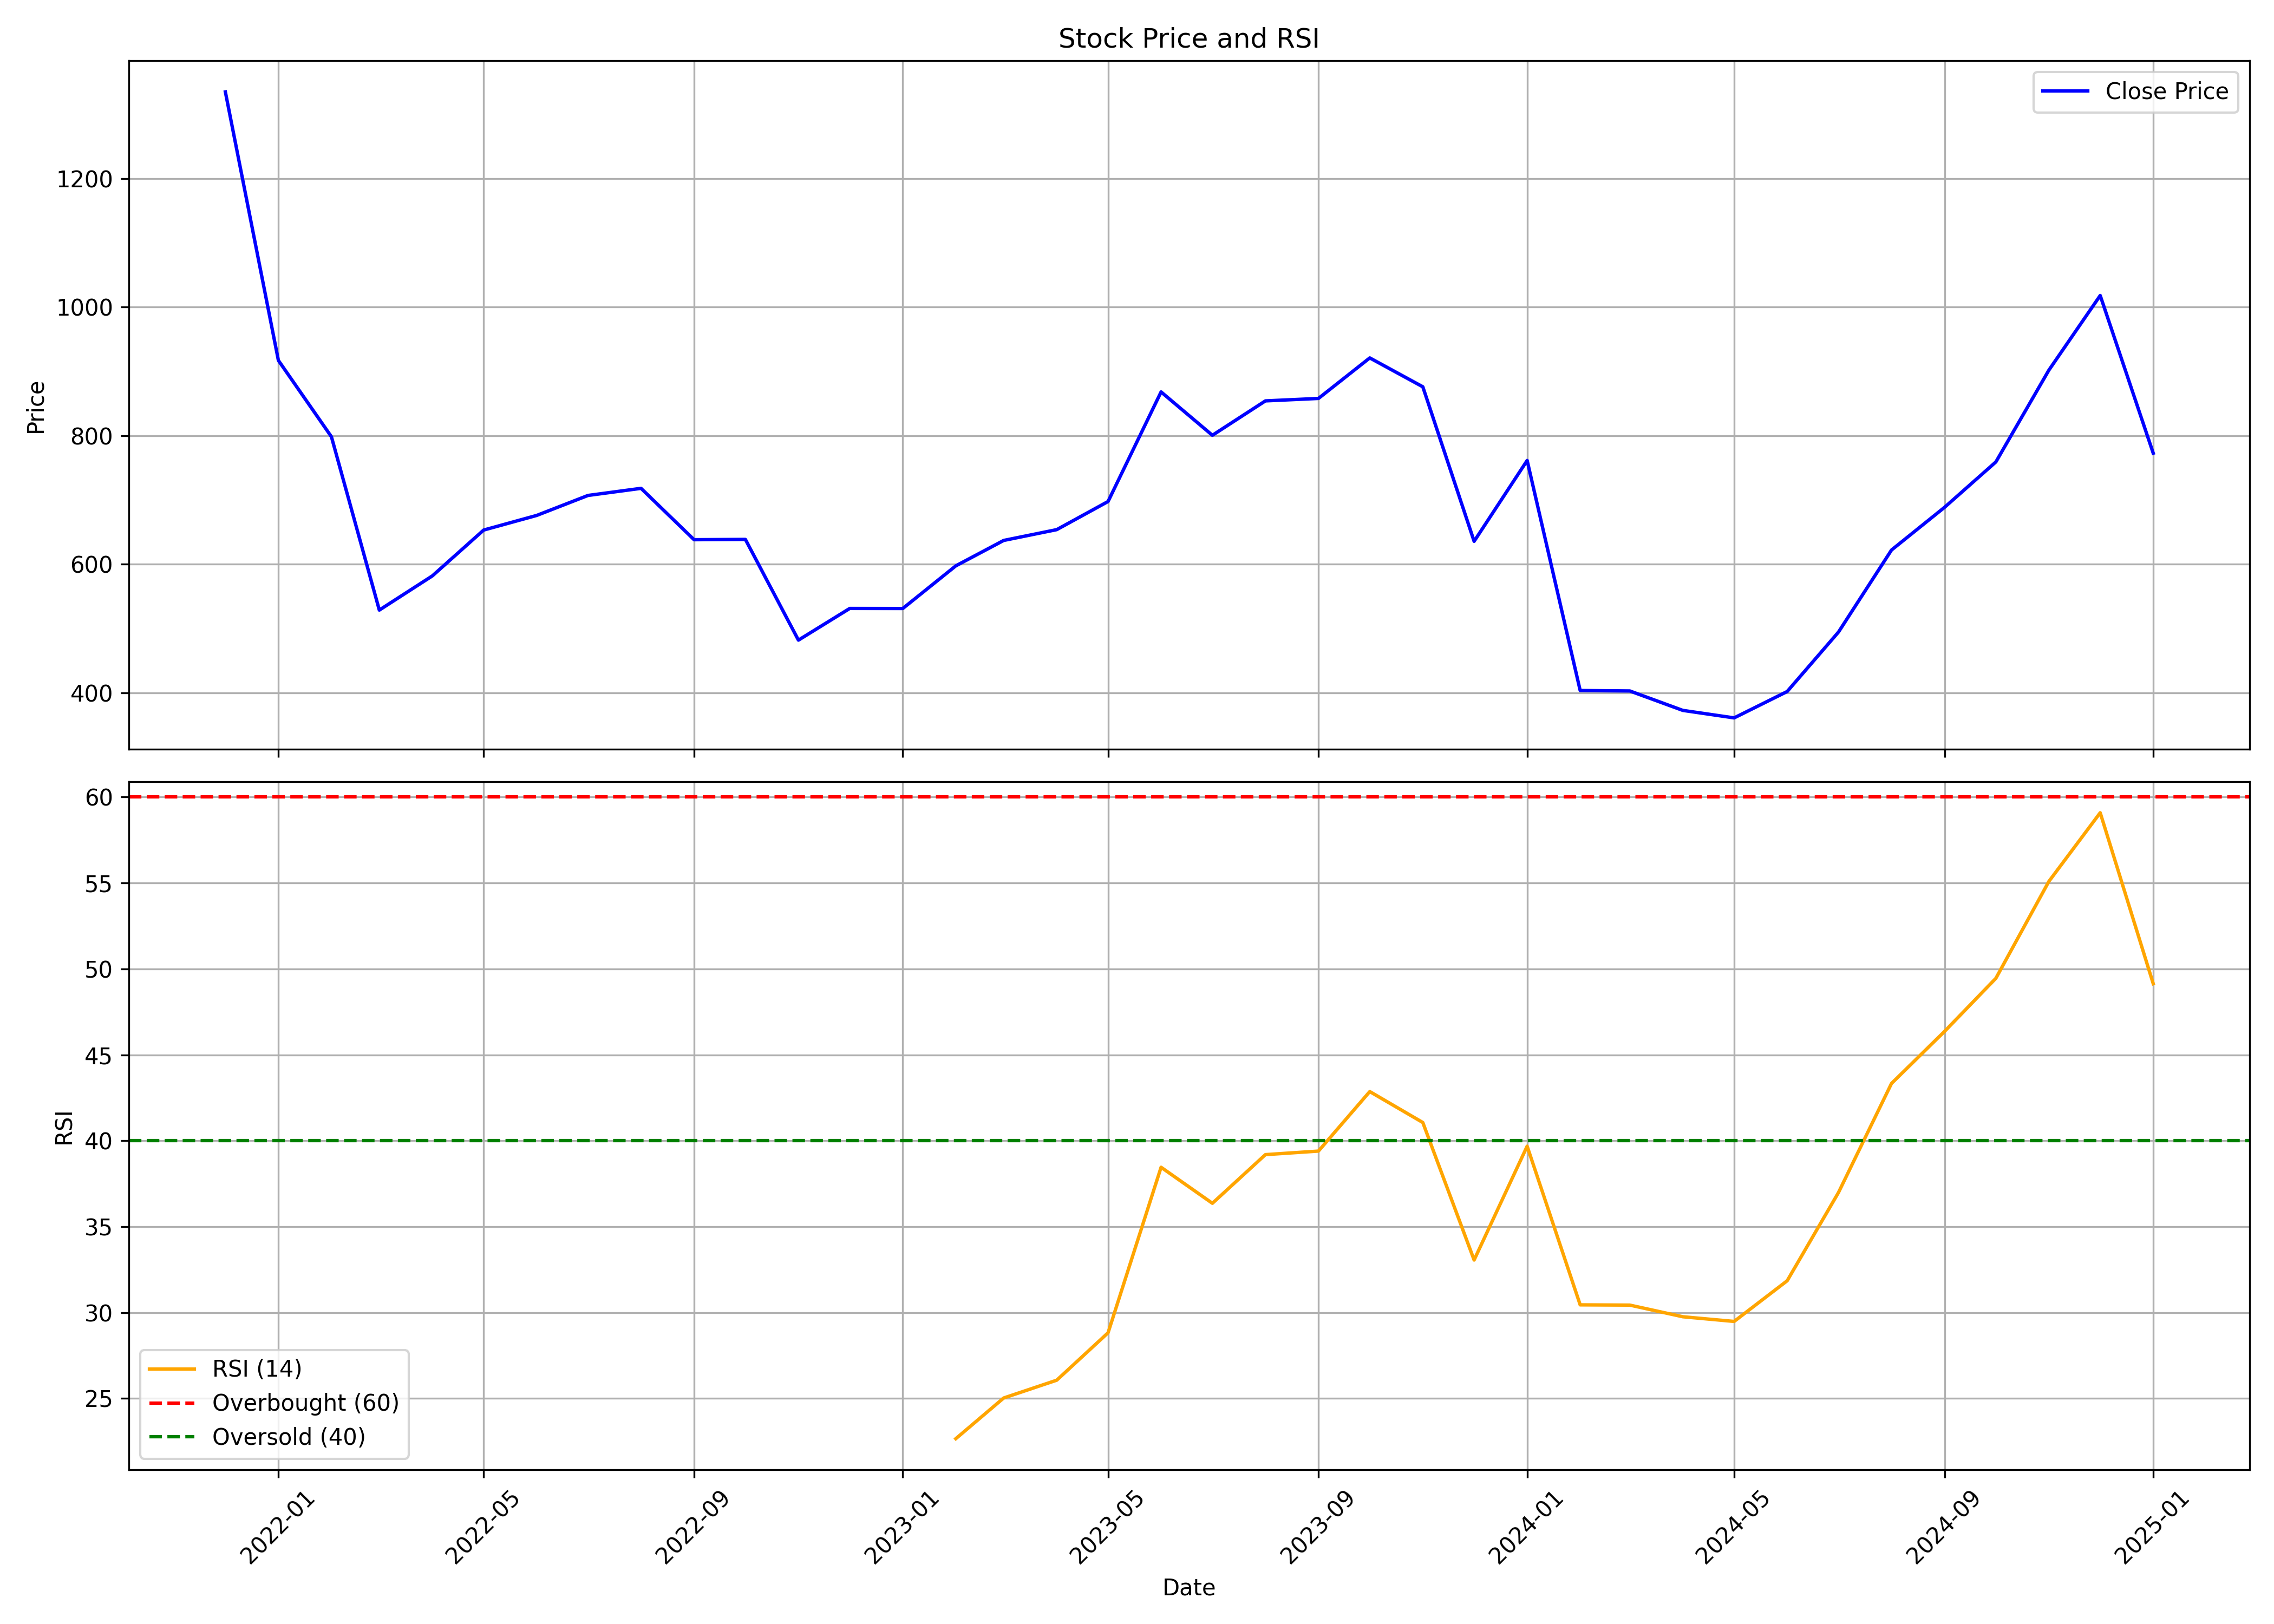 Stock Price and RSI
Close Price
Price
1200
1000
800
600
400
RSI
60
55
50
45
40
35
30
25
RSI (14)
Overbought (60)
Oversold (40)
2022-01
2022-05
2022-09
2023-01
2023-05
2023-09
2024-01
2024-05
2024-09
2025-01
Date